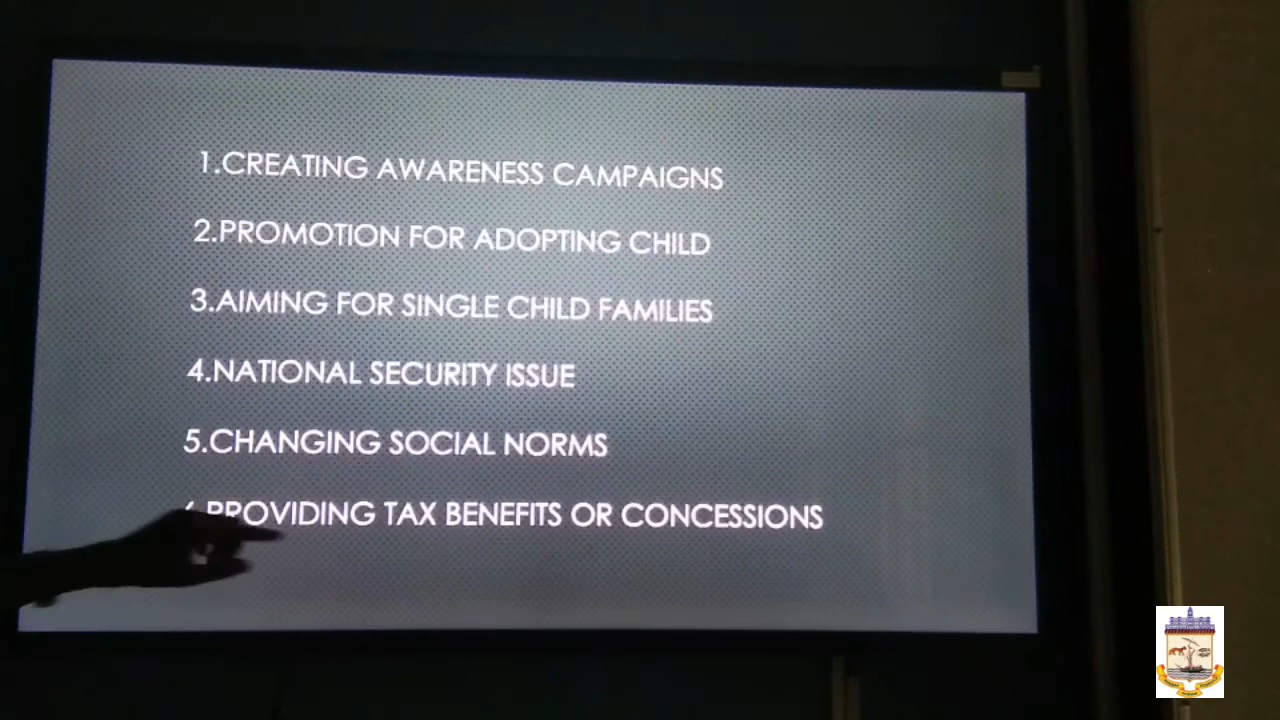 1.CREATING AWARENESS CAMPAIGNS
2.PROMOTION FOR ADOPTING CHILD
3.AIMING FOR SINGLE CHILD FAMILIES
4.NATIONAL SECURITY ISSUE
5.CHANGING SOCIAL NORMS
PROVIDING TAX BENEFITS OR CONCESSIONS